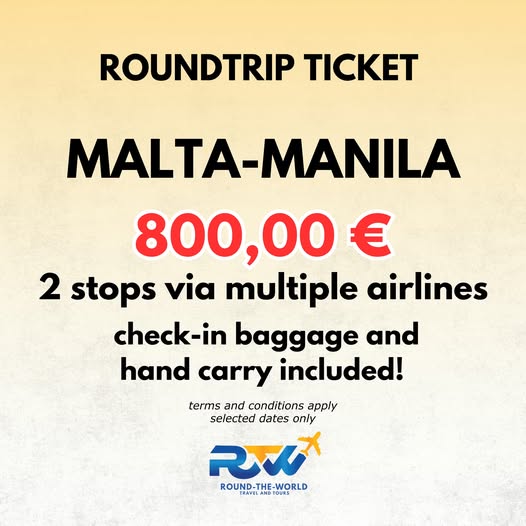 ROUNDTRIP TICKET
MALTA-MANILA
800,00 €
2 stops via multiple airlines
check-in baggage and
hand carry included!
terms and conditions apply
selected dates only
RTW
ROUND-THE-WORLD
TRAVEL AND TOURS